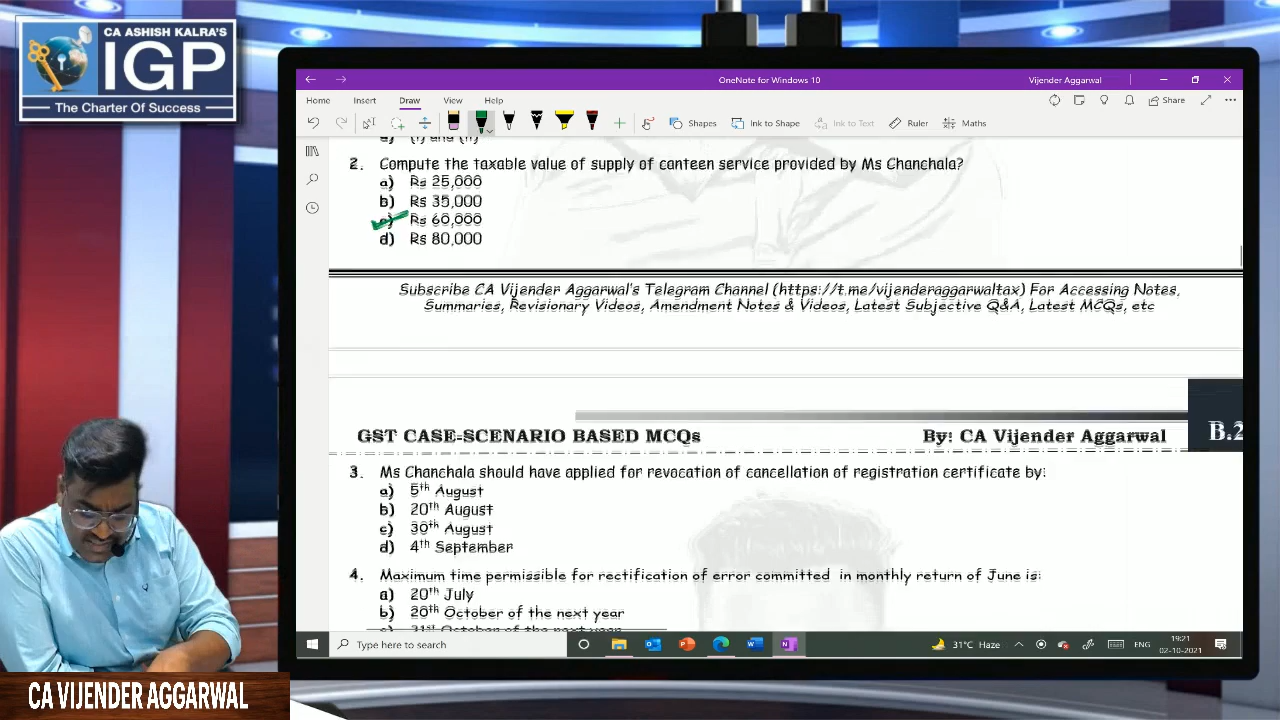 CA ASHISH KALRA'S
IGP
The Charter Of Success
OneNote for Windows 10
Vijender Aggarwal
Home Insert Draw View Help
Share
Shapes Ink to Shape Ink to Text Ruler Maths
2. Compute the taxable value of supply of canteen service provided by Ms Chanchala?
a) Rs 25,000
b) Rs 35,000
c) Rs 60,000
d) Rs 80,000
Subscribe CA Vijender Aggarwal's Telegram Channel (https://t.me/vijenderaggarwaltax) For Accessing Notes,
Summaries, Revisionary Videos, Amendment Notes & Videos, Latest Subjective Q&A, Latest MCQs, etc
GST CASE-SCENARIO BASED MCQs By: CA Vijender Aggarwal B.2
3. Ms Chanchala should have applied for revocation of cancellation of registration certificate by:
a) 5th August
b) 20th August
c) 30th August
d) 4th September
4. Maximum time permissible for rectification of error committed in monthly return of June is:
a) 20th July
b) 20th October of the next year
Type here to search
31°C Haze
ENG
19:21
02-10-2021
CA VIJENDER AGGARWAL